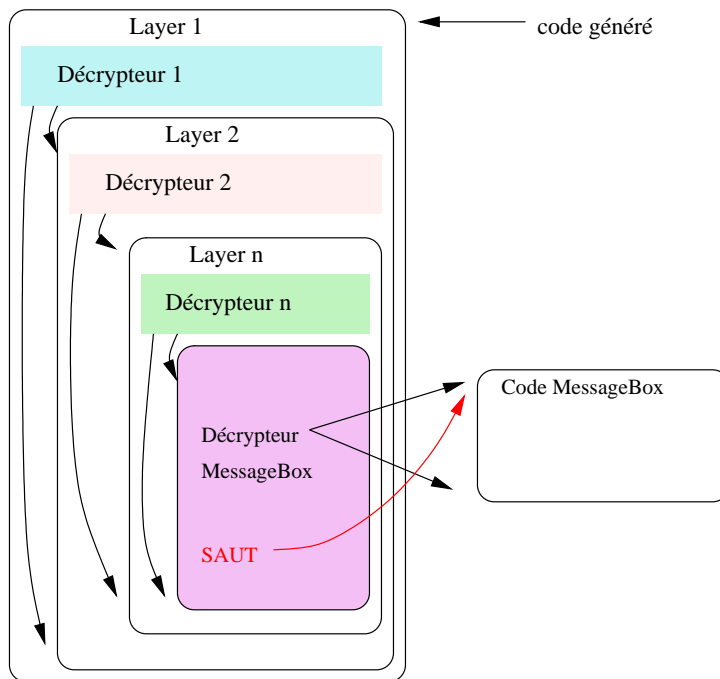 Layer 1
code généré
Décrypteur 1
Layer 2
Décrypteur 2
Layer n
Décrypteur n
Code MessageBox
Décrypteur
MessageBox
SAUT